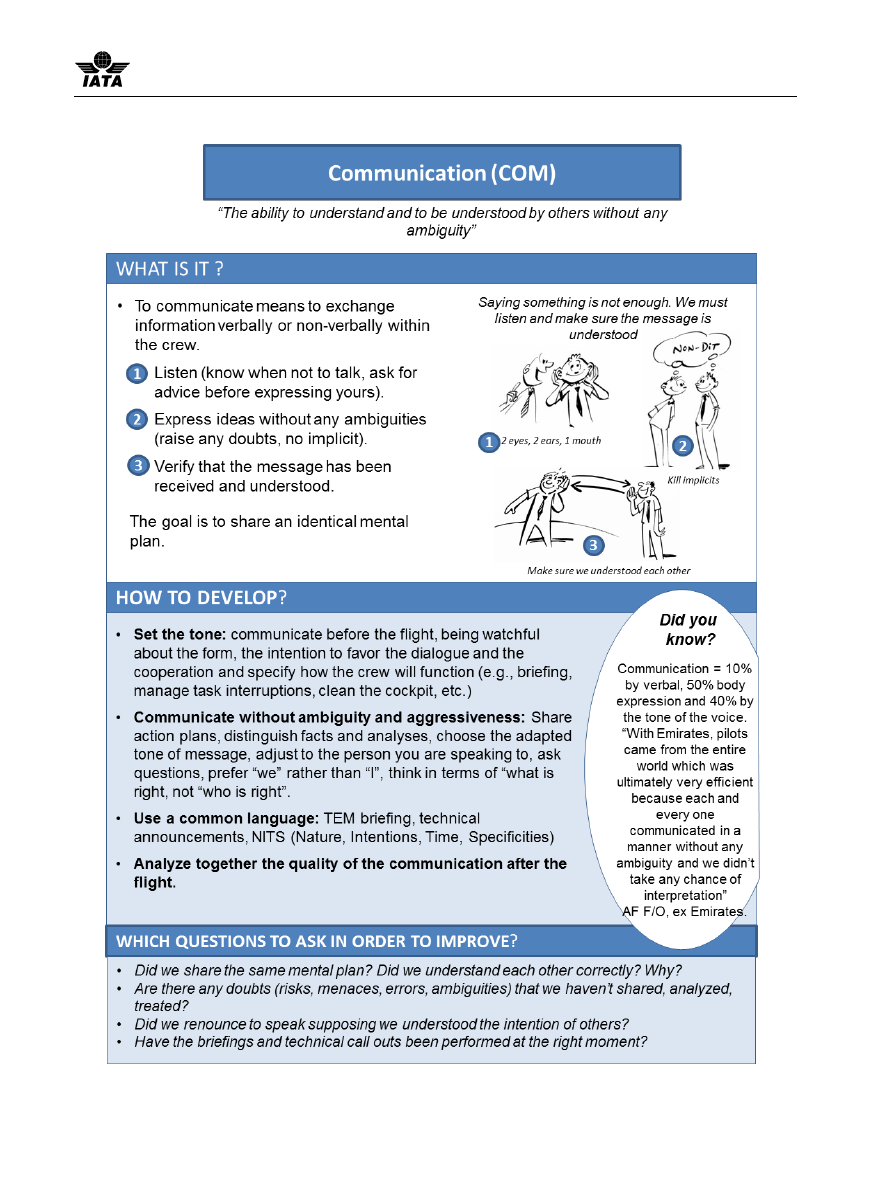 IATA
Communication (COM)
“The ability to understand and to be understood by others without any
ambiguity”
WHAT IS IT ?
• To communicate means to exchange
information verbally or non-verbally within
the crew.
1 Listen (know when not to talk, ask for
advice before expressing yours).
2 Express ideas without any ambiguities
(raise any doubts, no implicit).
3 Verify that the message has been
received and understood.
The goal is to share an identical mental
plan.
Saying something is not enough. We must
listen and make sure the message is
understood
NON-DIT
1 2 eyes, 2 ears, 1 mouth
2
Kill implicits
3
Make sure we understood each other
HOW TO DEVELOP?
• Set the tone: communicate before the flight, being watchful
about the form, the intention to favor the dialogue and the
cooperation and specify how the crew will function (e.g., briefing,
manage task interruptions, clean the cockpit, etc.)
• Communicate without ambiguity and aggressiveness: Share
action plans, distinguish facts and analyses, choose the adapted
tone of message, adjust to the person you are speaking to, ask
questions, prefer “we” rather than “I”, think in terms of “what is
right, not “who is right”.
• Use a common language: TEM briefing, technical
announcements, NITS (Nature, Intentions, Time, Specificities)
• Analyze together the quality of the communication after the
flight.
Did you
know?
Communication = 10%
by verbal, 50% body
expression and 40% by
the tone of the voice.
“With Emirates, pilots
came from the entire
world which was
ultimately very efficient
because each and
every one
communicated in a
manner without any
ambiguity and we didn’t
take any chance of
interpretation”
AF F/O, ex Emirates.
WHICH QUESTIONS TO ASK IN ORDER TO IMPROVE?
• Did we share the same mental plan? Did we understand each other correctly? Why?
• Are there any doubts (risks, menaces, errors, ambiguities) that we haven’t shared, analyzed,
treated?
• Did we renounce to speak supposing we understood the intention of others?
• Have the briefings and technical call outs been performed at the right moment?